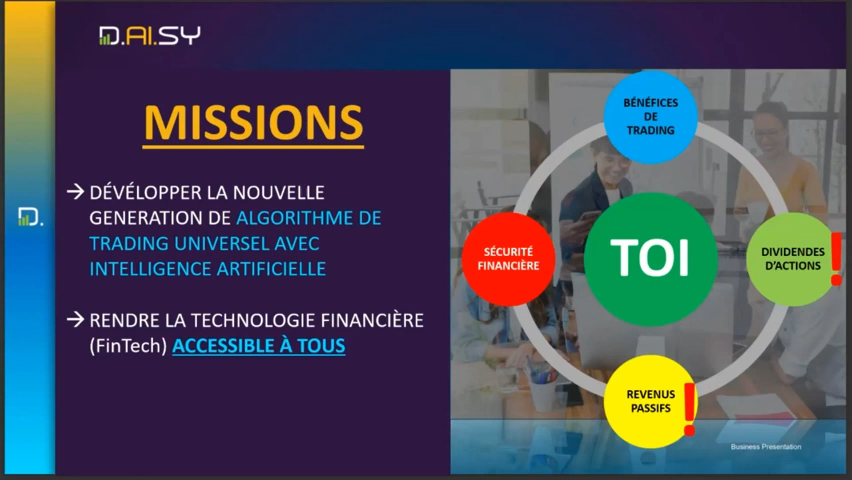 D.AI.SY
MISSIONS
→ DÉVÉLOPPER LA NOUVELLE
GENERATION DE ALGORITHME DE
TRADING UNIVERSEL AVEC
INTELLIGENCE ARTIFICIELLE
→ RENDRE LA TECHNOLOGIE FINANCIÈRE
(FinTech) ACCESSIBLE À TOUS
D.
BÉNÉFICES
DE
TRADING
SÉCURITÉ
FINANCIÈRE
TOI
DIVIDENDES
D'ACTIONS
!
REVENUS
PASSIFS
!
Business Presentation